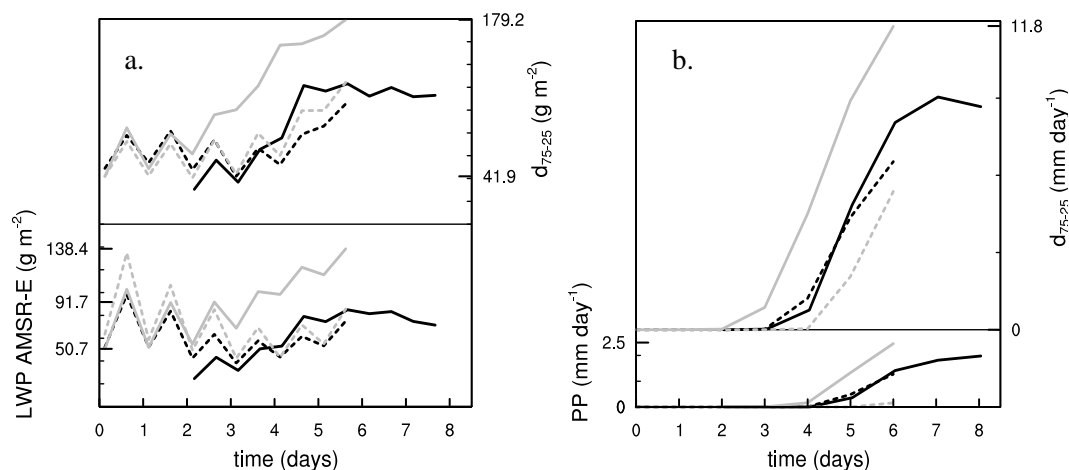 a.
179.2
41.9
d75-25 (g m-2)
138.4
91.7
50.7
LWP AMSR-E (g m-2)
0 1 2 3 4 5 6 7 8
time (days)
b.
11.8
0
d75-25 (mm day-1)
2.5
0
PP (mm day-1)
0 1 2 3 4 5 6 7 8
time (days)